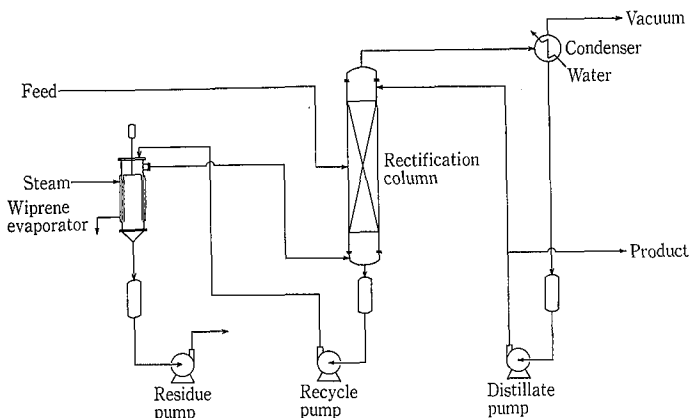 Vacuum
Condenser
Water
Feed
Rectification
column
Steam
Wiprene
evaporator
Product
Residue
pump
Recycle
pump
Distillate
pump